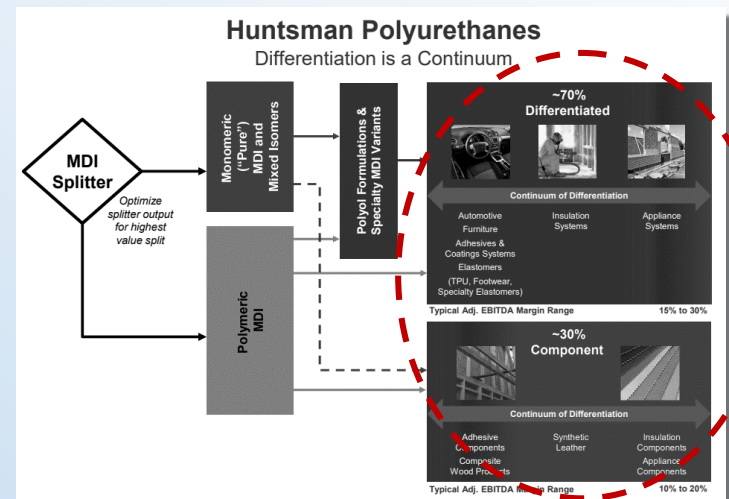 Huntsman Polyurethanes
Differentiation is a Continuum
MDI
Splitter
Optimize
splitter output
for highest
value split
Monomeric
("Pure")
MDI and
Mixed Isomers
Polymeric
MDI
Polyol Formulations &
Specialty MDI Variants
~70%
Differentiated
Continuum of Differentiation
Automotive
Furniture
Adhesives &
Coatings Systems
Elastomers
(TPU, Footwear,
Specialty Elastomers)
Insulation
Systems
Appliance
Systems
Typical Adj. EBITDA Margin Range 15% to 30%
~30%
Component
Continuum of Differentiation
Adhesive
Components
Composite
Wood Products
Synthetic
Leather
Insulation
Components
Appliance
Components
Typical Adj. EBITDA Margin Range 10% to 20%